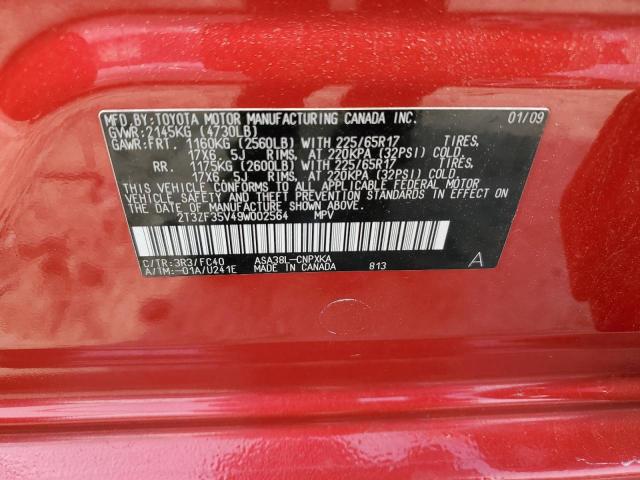 MFD.BY:TOYOTA MOTOR MANUFACTURING CANADA INC. 01/09
GVWR:2145KG (4730LB)
GAWR:FRT. 1160KG (2560LB) WITH 225/65R17 TIRES,
17X6.5J RIMS, AT 220KPA (32PSI) COLD.
RR. 1175KG (2600LB) WITH 225/65R17 TIRES,
17X6.5J RIMS, AT 220KPA (32PSI) COLD.
THIS VEHICLE CONFORMS TO ALL APPLICABLE FEDERAL MOTOR
VEHICLE SAFETY AND THEFT PREVENTION STANDARDS IN EFFECT
ON THE DATE OF MANUFACTURE SHOWN ABOVE.
2T3ZF35V49W002564 MPV
C/TR:3R3/FC40 ASA38L-CNPXKA A
A/TM:-01A/U241E MADE IN CANADA 813